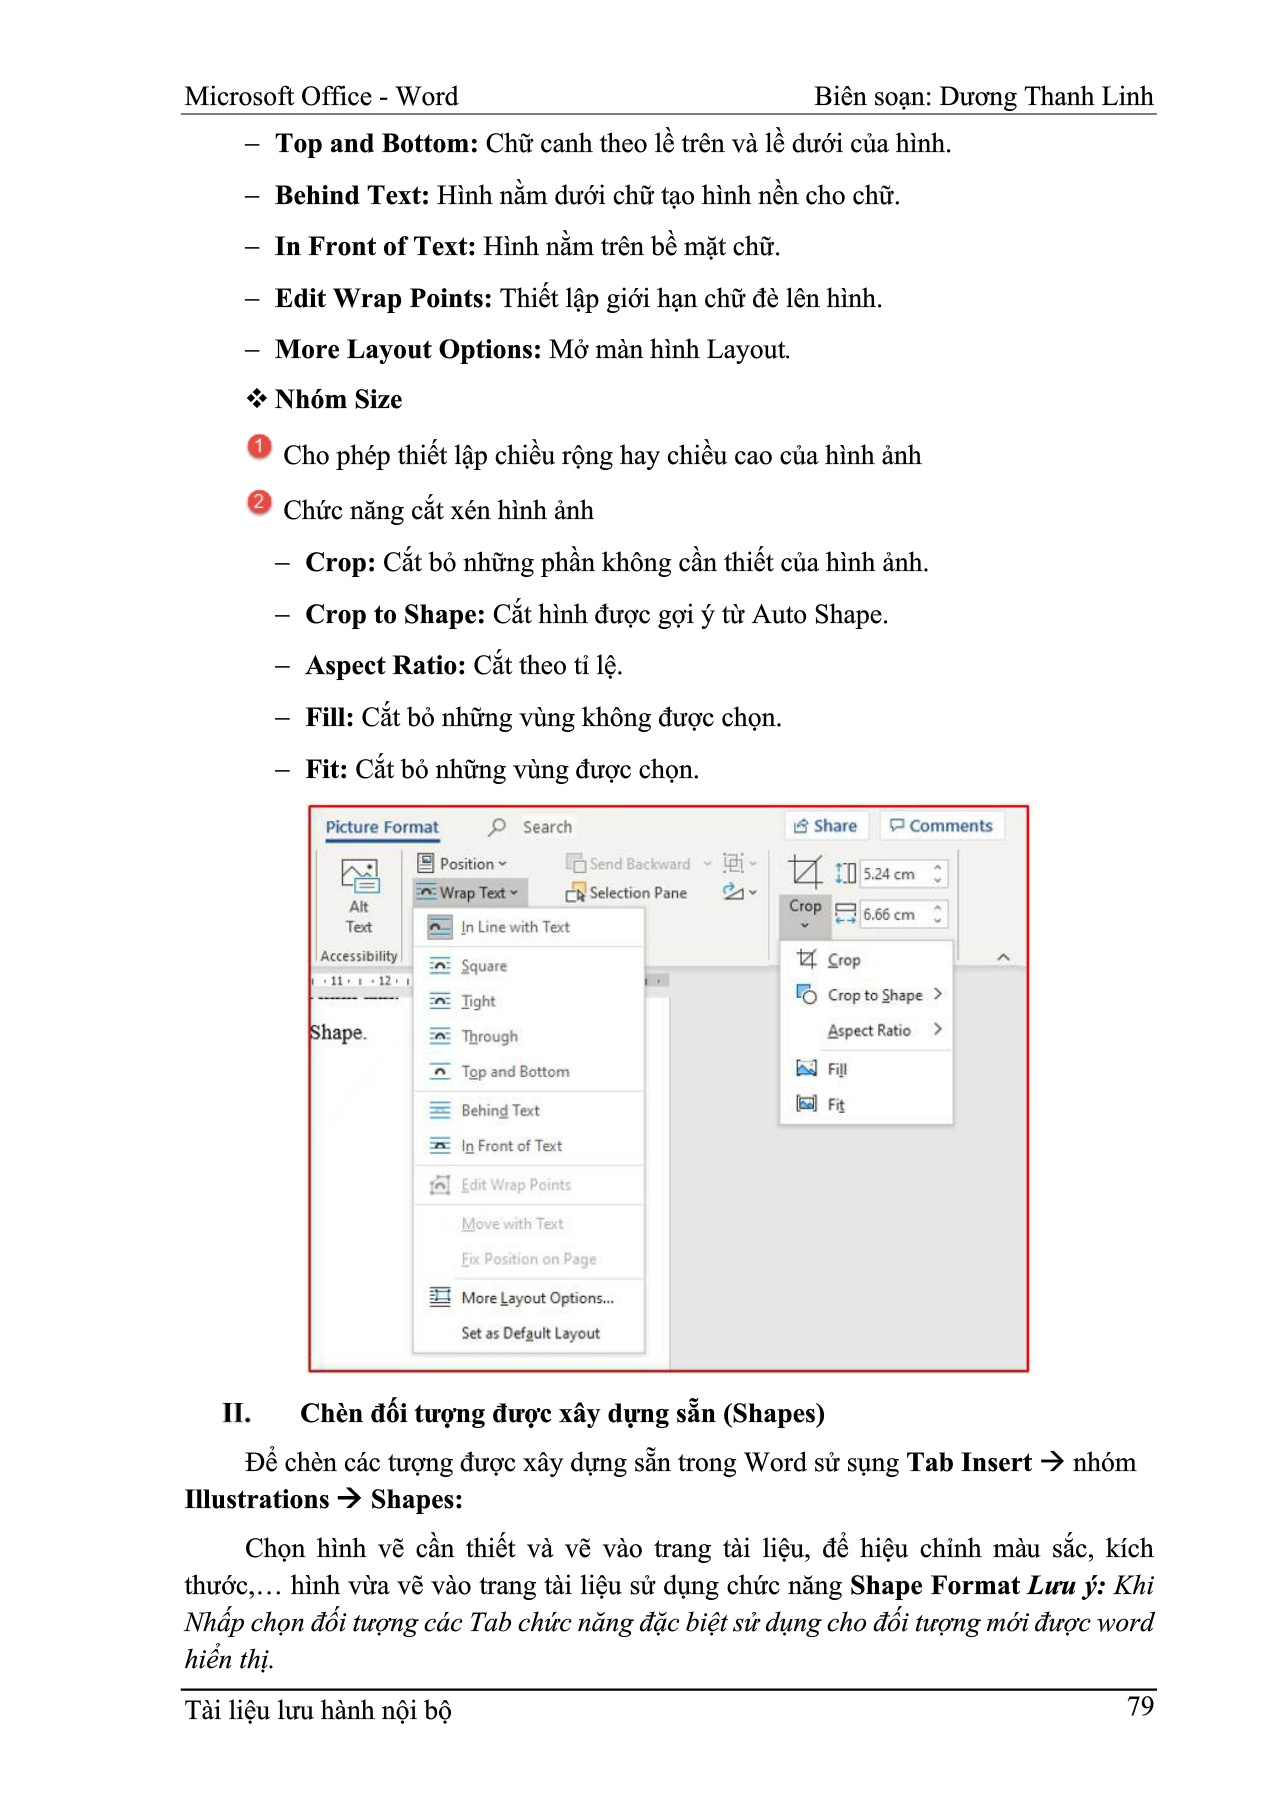 Microsoft Office - Word Biên soạn: Dương Thanh Linh
– Top and Bottom: Chữ canh theo lề trên và lề dưới của hình.
– Behind Text: Hình nằm dưới chữ tạo hình nền cho chữ.
– In Front of Text: Hình nằm trên bề mặt chữ.
– Edit Wrap Points: Thiết lập giới hạn chữ đè lên hình.
– More Layout Options: Mở màn hình Layout.
❖ Nhóm Size
1 Cho phép thiết lập chiều rộng hay chiều cao của hình ảnh
2 Chức năng cắt xén hình ảnh
– Crop: Cắt bỏ những phần không cần thiết của hình ảnh.
– Crop to Shape: Cắt hình được gợi ý từ Auto Shape.
– Aspect Ratio: Cắt theo tỉ lệ.
– Fill: Cắt bỏ những vùng không được chọn.
– Fit: Cắt bỏ những vùng được chọn.
Picture Format Search Share Comments
Position Send Backward 5.24 cm
Wrap Text Selection Pane
Alt
Text
Accessibility
Crop 6.66 cm
11 12
Shape.
In Line with Text
Square
Tight
Through
Top and Bottom
Behind Text
In Front of Text
Edit Wrap Points
Move with Text
Fix Position on Page
More Layout Options...
Set as Default Layout
Crop
Crop to Shape
Aspect Ratio
Fill
Fit
II. Chèn đối tượng được xây dựng sẵn (Shapes)
Để chèn các tượng được xây dựng sẵn trong Word sử sụng Tab Insert → nhóm
Illustrations → Shapes:
Chọn hình vẽ cần thiết và vẽ vào trang tài liệu, để hiệu chỉnh màu sắc, kích
thước,… hình vừa vẽ vào trang tài liệu sử dụng chức năng Shape Format Lưu ý: Khi
Nhấp chọn đối tượng các Tab chức năng đặc biệt sử dụng cho đối tượng mới được word
hiển thị.
Tài liệu lưu hành nội bộ 79